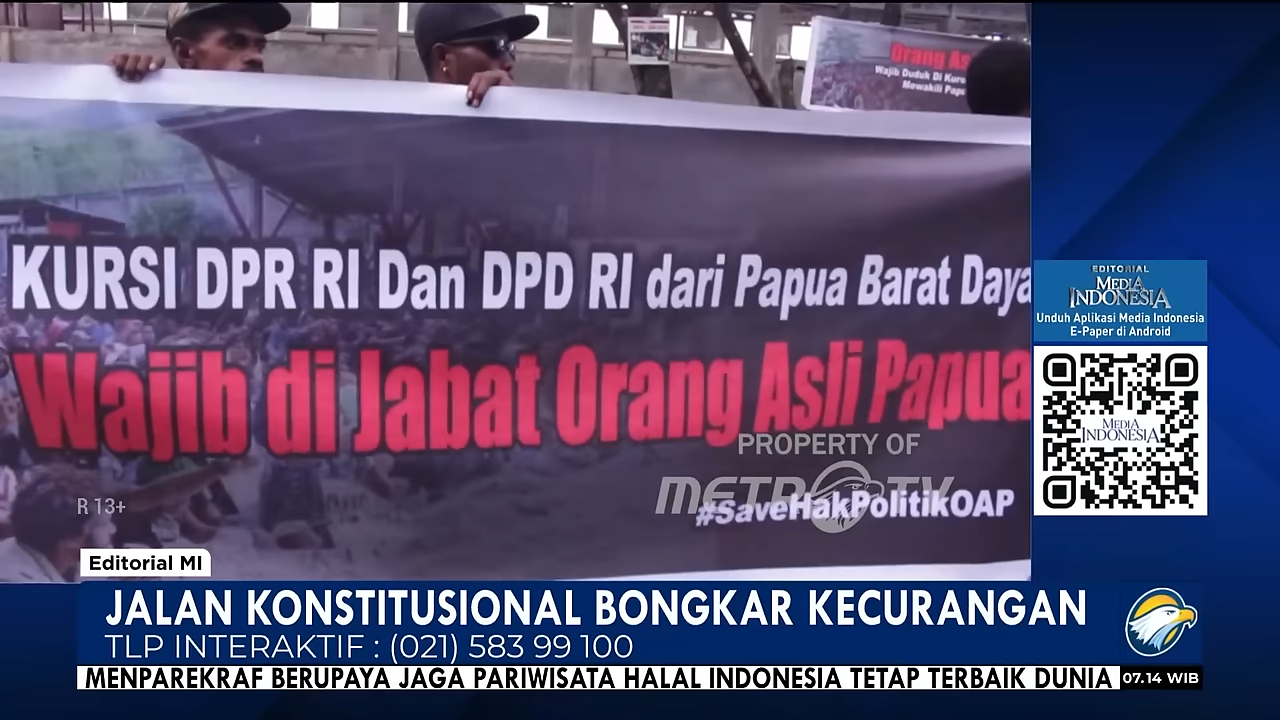 Orang As
Wajib Duduk Di Kurs
Mewakili Papu
KURSI DPR RI Dan DPD RI dari Papua Barat Daya
Wajib di Jabat Orang Asli Papua
PROPERTY OF
METRO TV
#SaveHakPolitikOAP
R 13+
EDITORIAL
MEDIA
INDONESIA
Unduh Aplikasi Media Indonesia
E-Paper di Android
MEDIA
INDONESIA
Editorial MI
JALAN KONSTITUSIONAL BONGKAR KECURANGAN
TLP INTERAKTIF : (021) 583 99 100
MENPAREKRAF BERUPAYA JAGA PARIWISATA HALAL INDONESIA TETAP TERBAIK DUNIA
07.14 WIB